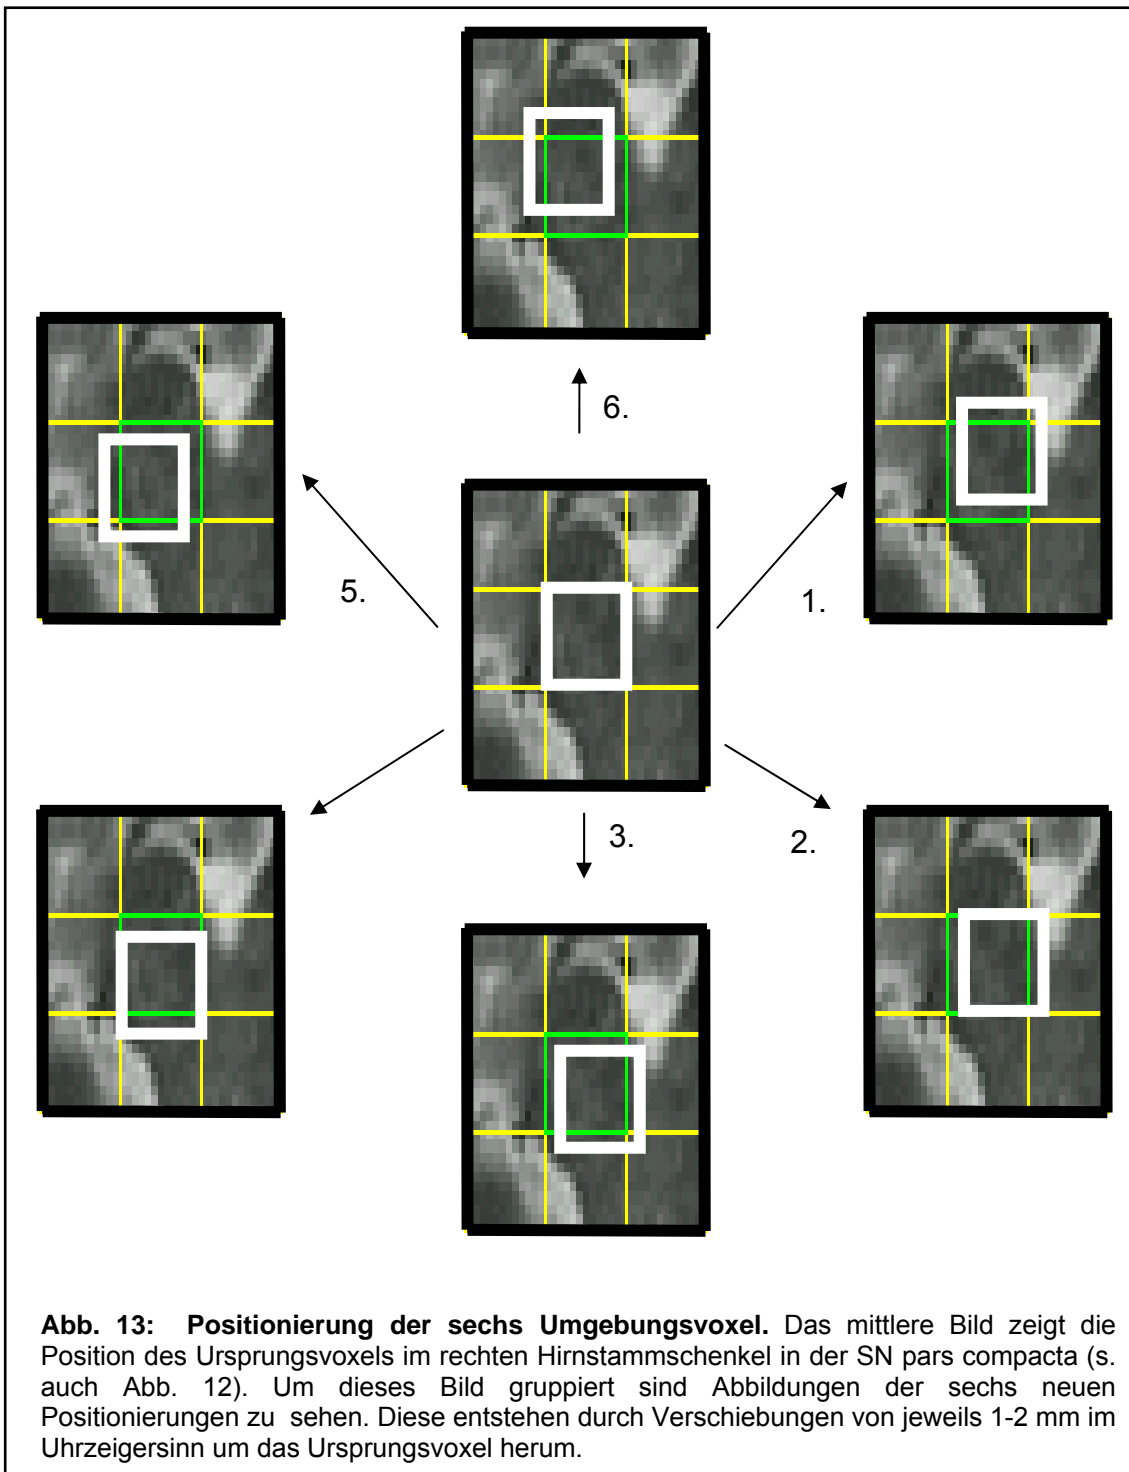 6.
5.
1.
3.
2.
Abb. 13: Positionierung der sechs Umgebungsvoxel. Das mittlere Bild zeigt die
Position des Ursprungsvoxels im rechten Hirnstammschenkel in der SN pars compacta (s.
auch Abb. 12). Um dieses Bild gruppiert sind Abbildungen der sechs neuen
Positionierungen zu sehen. Diese entstehen durch Verschiebungen von jeweils 1-2 mm im
Uhrzeigersinn um das Ursprungsvoxel herum.